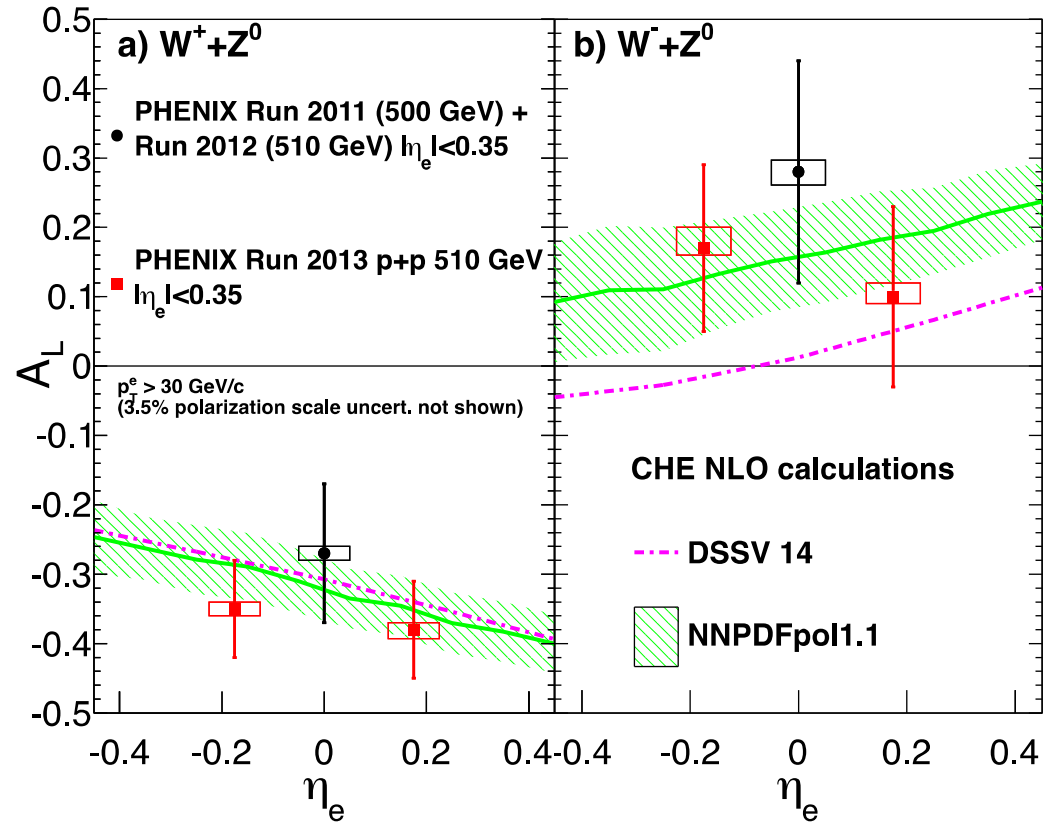 a) W⁺+Z⁰
PHENIX Run 2011 (500 GeV) +
Run 2012 (510 GeV) |η_e|<0.35
PHENIX Run 2013 p+p 510 GeV
|η_e|<0.35
p_T^e > 30 GeV/c
(3.5% polarization scale uncert. not shown)
b) W⁻+Z⁰
CHE NLO calculations
DSSV 14
NNPDFpol1.1
A_L
0.5
0.4
0.3
0.2
0.1
0
-0.1
-0.2
-0.3
-0.4
-0.5
-0.4 -0.2 0 0.2 0.4
-0.4 -0.2 0 0.2 0.4
η_e
η_e